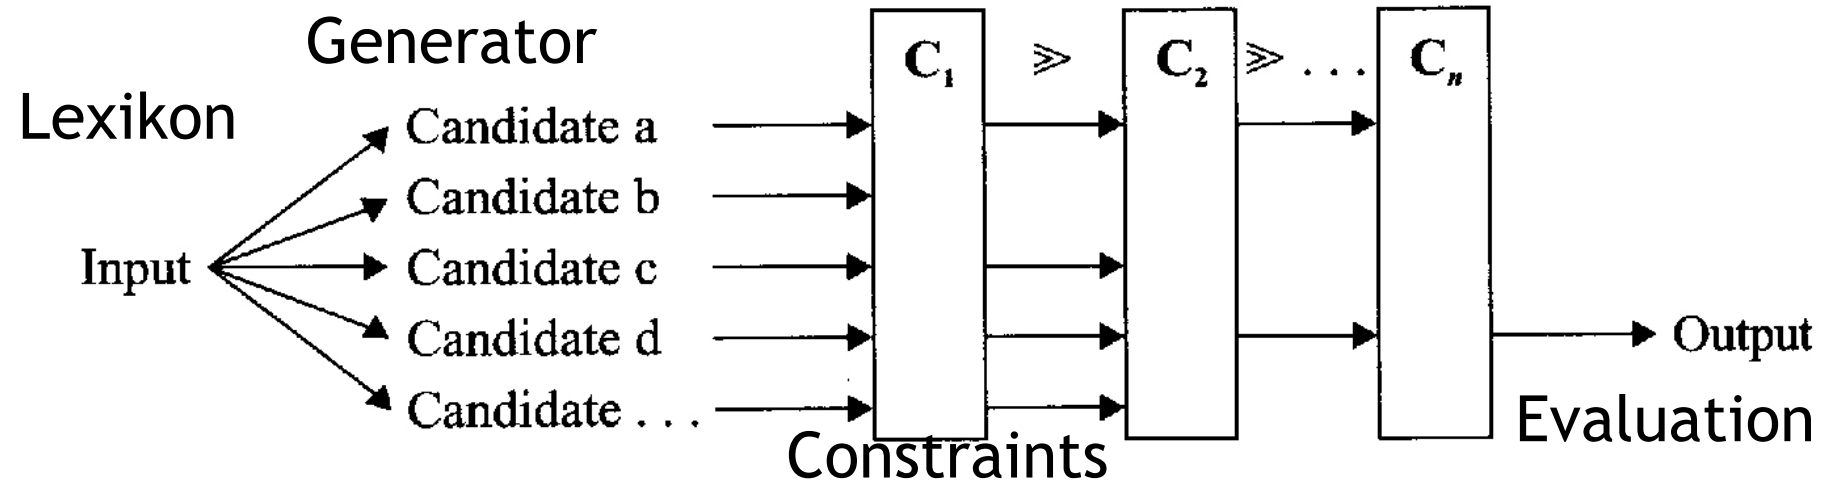 Generator
Lexikon
C₁ ≫ C₂ ≫ . . . Cₙ
Candidate a
Candidate b
Input Candidate c
Candidate d
Output
Candidate . . .
Evaluation
Constraints